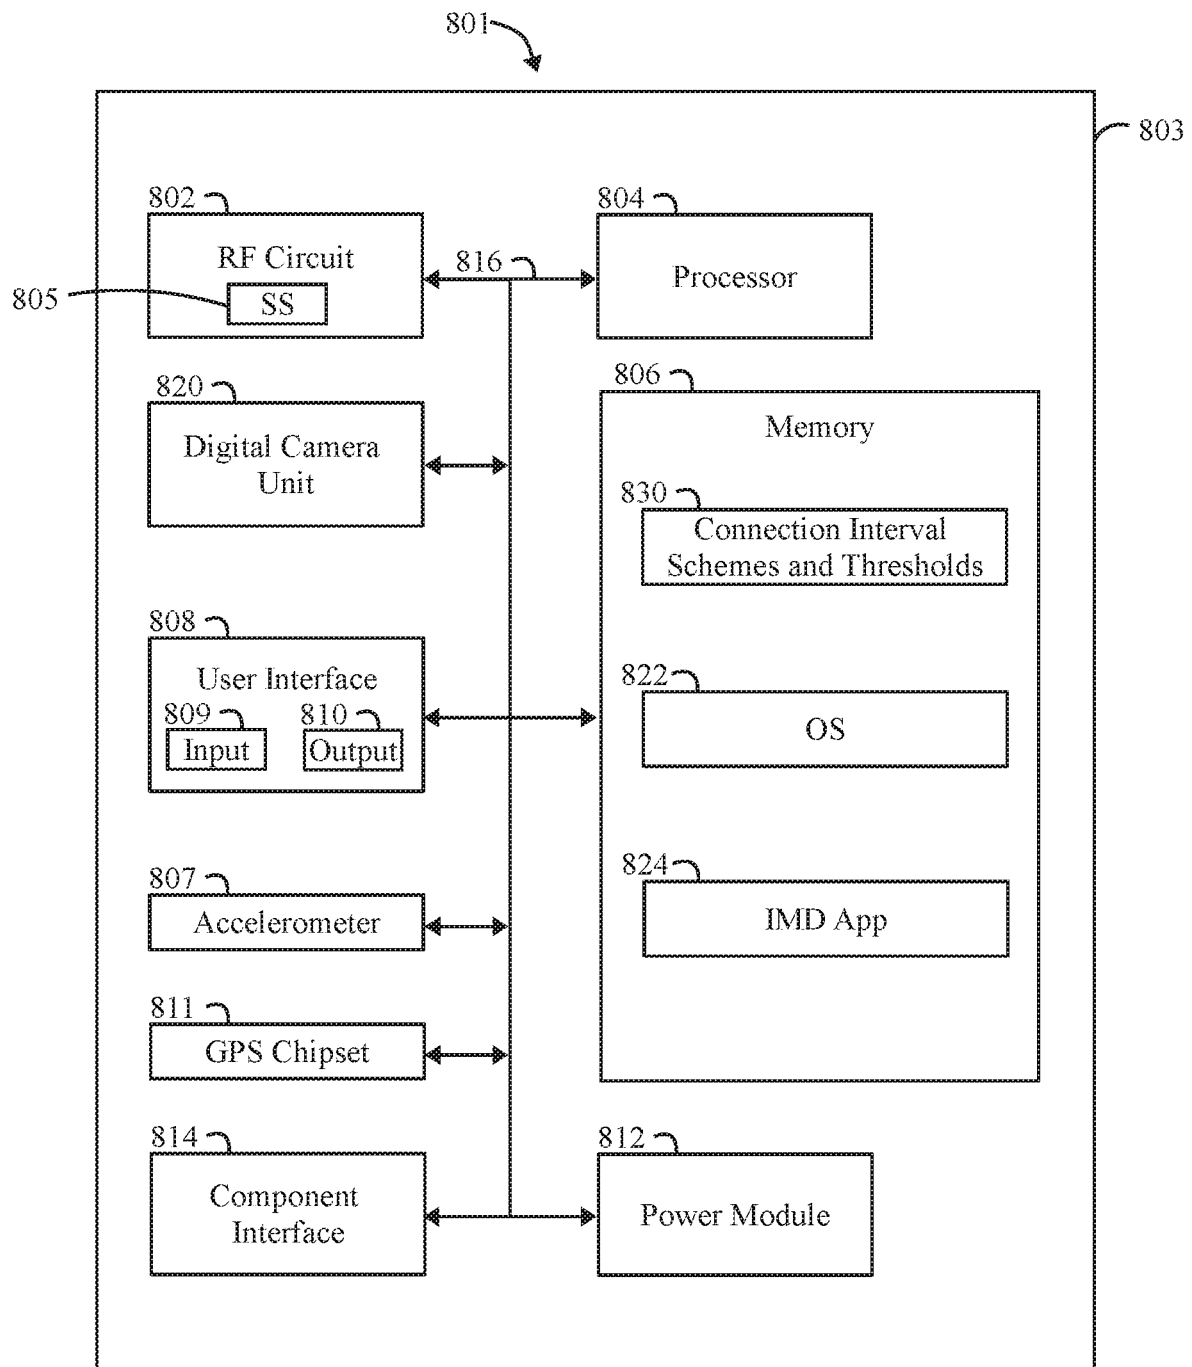 801
803
802
RF Circuit
805
SS
816
804
Processor
820
Digital Camera
Unit
806
Memory
830
Connection Interval
Schemes and Thresholds
808
User Interface
809
Input
810
Output
822
OS
807
Accelerometer
824
IMD App
811
GPS Chipset
814
Component
Interface
812
Power Module